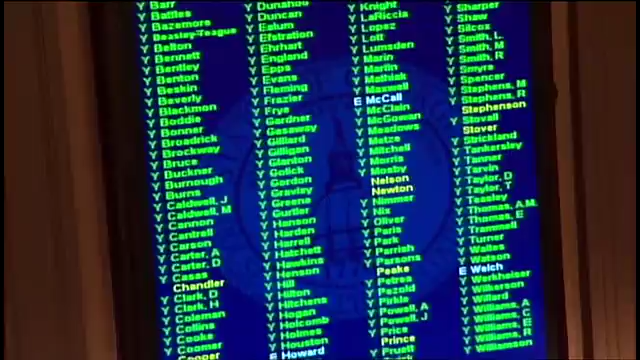 Y Barr
Y Battles
Y Bazemore
Y Beasley-Teague
Y Belton
Y Bennett
Y Bentley
Y Benton
Y Beskin
Y Beverly
Y Blackmon
Y Boddie
Y Bonner
Y Broadrick
Y Brockway
Y Bruce
Y Buckner
Y Burnough
Y Burns
Y Caldwell, J
Y Caldwell, M
Y Cannon
Y Cantrell
Y Carson
Y Carter, A
Y Carter, D
Y Casas
Chandler
Y Clark, D
Y Clark, H
Y Coleman
Y Collins
Y Cooke
Y Coomer
Cooper
Y Dunahoo
Y Duncan
Y Ealum
Y Efstration
Y Ehrhart
Y England
Y Epps
Y Evans
Y Fleming
Y Frazier
Y Frye
Y Gardner
Y Gasaway
Y Gilliard
Y Gilligan
Y Glanton
Y Golick
Y Gordon
Y Gravley
Y Greene
Y Gurtler
Y Hanson
Y Harden
Y Harrell
Y Hatchett
Y Hawkins
Y Henson
Y Hill
Y Hilton
Y Hitchens
Y Hogan
Y Holcomb
Y Holmes
Y Houston
E Howard
Y Knight
Y LaRiccia
Y Lopez
Y Lott
Y Lumsden
Y Marin
Y Martin
Y Mathiak
Y Maxwell
E McCall
Y McClain
Y McGowan
Y Meadows
Y Metze
Y Mitchell
Y Morris
Y Mosby
Nelson
Newton
Y Nimmer
Y Nix
Y Oliver
Y Paris
Y Park
Y Parrish
Y Parsons
Peake
Y Petrea
Y Pezold
Y Pirkle
Y Powell, A
Y Powell, J
Y Price
Prince
Y Pruett
Y Sharper
Y Shaw
Y Silcox
Y Smith, L
Y Smith, M
Y Smith, R
Y Smyre
Y Spencer
Y Stephens, M
Y Stephens, R
Stephenson
Y Stovall
Stover
Y Strickland
Y Tankersley
Y Tanner
Y Tarvin
Y Taylor, D
Y Taylor, T
Y Teasley
Y Thomas, A.M.
Y Thomas, E
Y Trammell
Y Turner
Y Waites
Y Watson
E Welch
Y Werkheiser
Y Wilkerson
Y Willard
Y Williams, A
Y Williams, C
Y Williams, E
Y Williams, R
Y Williamson